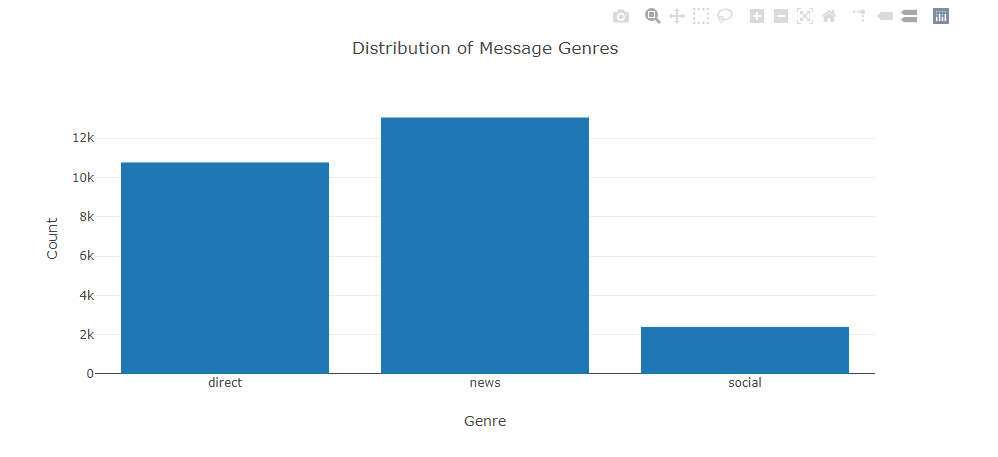 Distribution of Message Genres
12k
10k
8k
6k
4k
2k
0
Count
direct news social
Genre